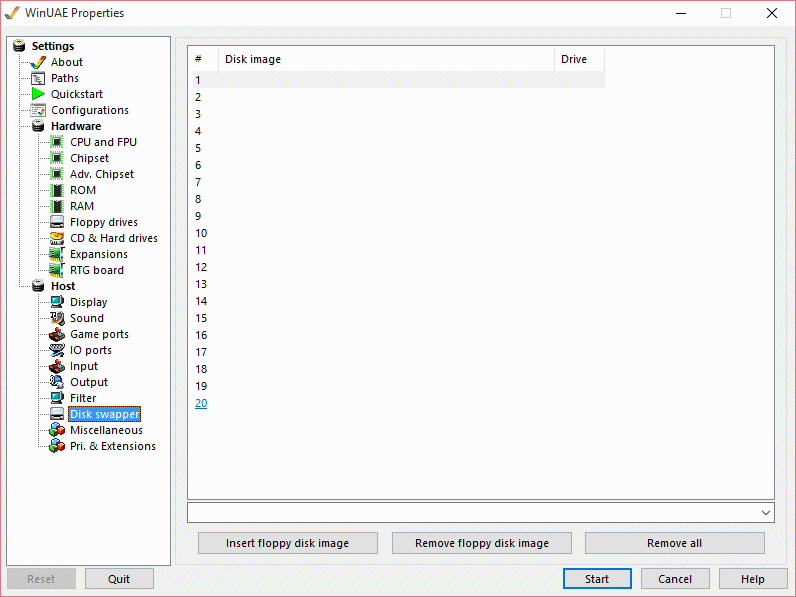 WinUAE Properties
Settings
About
Paths
Quickstart
Configurations
Hardware
CPU and FPU
Chipset
Adv. Chipset
ROM
RAM
Floppy drives
CD & Hard drives
Expansions
RTG board
Host
Display
Sound
Game ports
IO ports
Input
Output
Filter
Disk swapper
Miscellaneous
Pri. & Extensions
# Disk image Drive
1
2
3
4
5
6
7
8
9
10
11
12
13
14
15
16
17
18
19
20
Insert floppy disk image Remove floppy disk image Remove all
Reset Quit Start Cancel Help